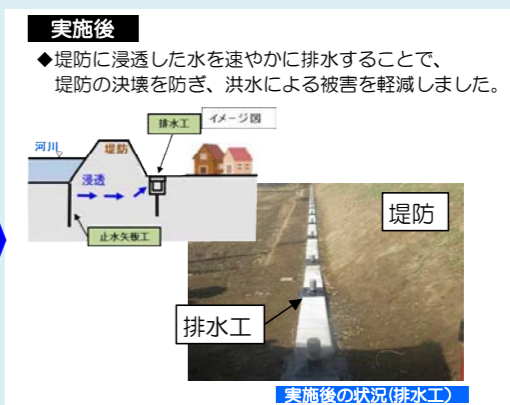 実施後
◆堤防に浸透した水を速やかに排水することで、
堤防の決壊を防ぎ、洪水による被害を軽減しました。
排水工
イメージ図
河川
堤防
浸透
止水矢板工
堤防
排水工
実施後の状況(排水工)